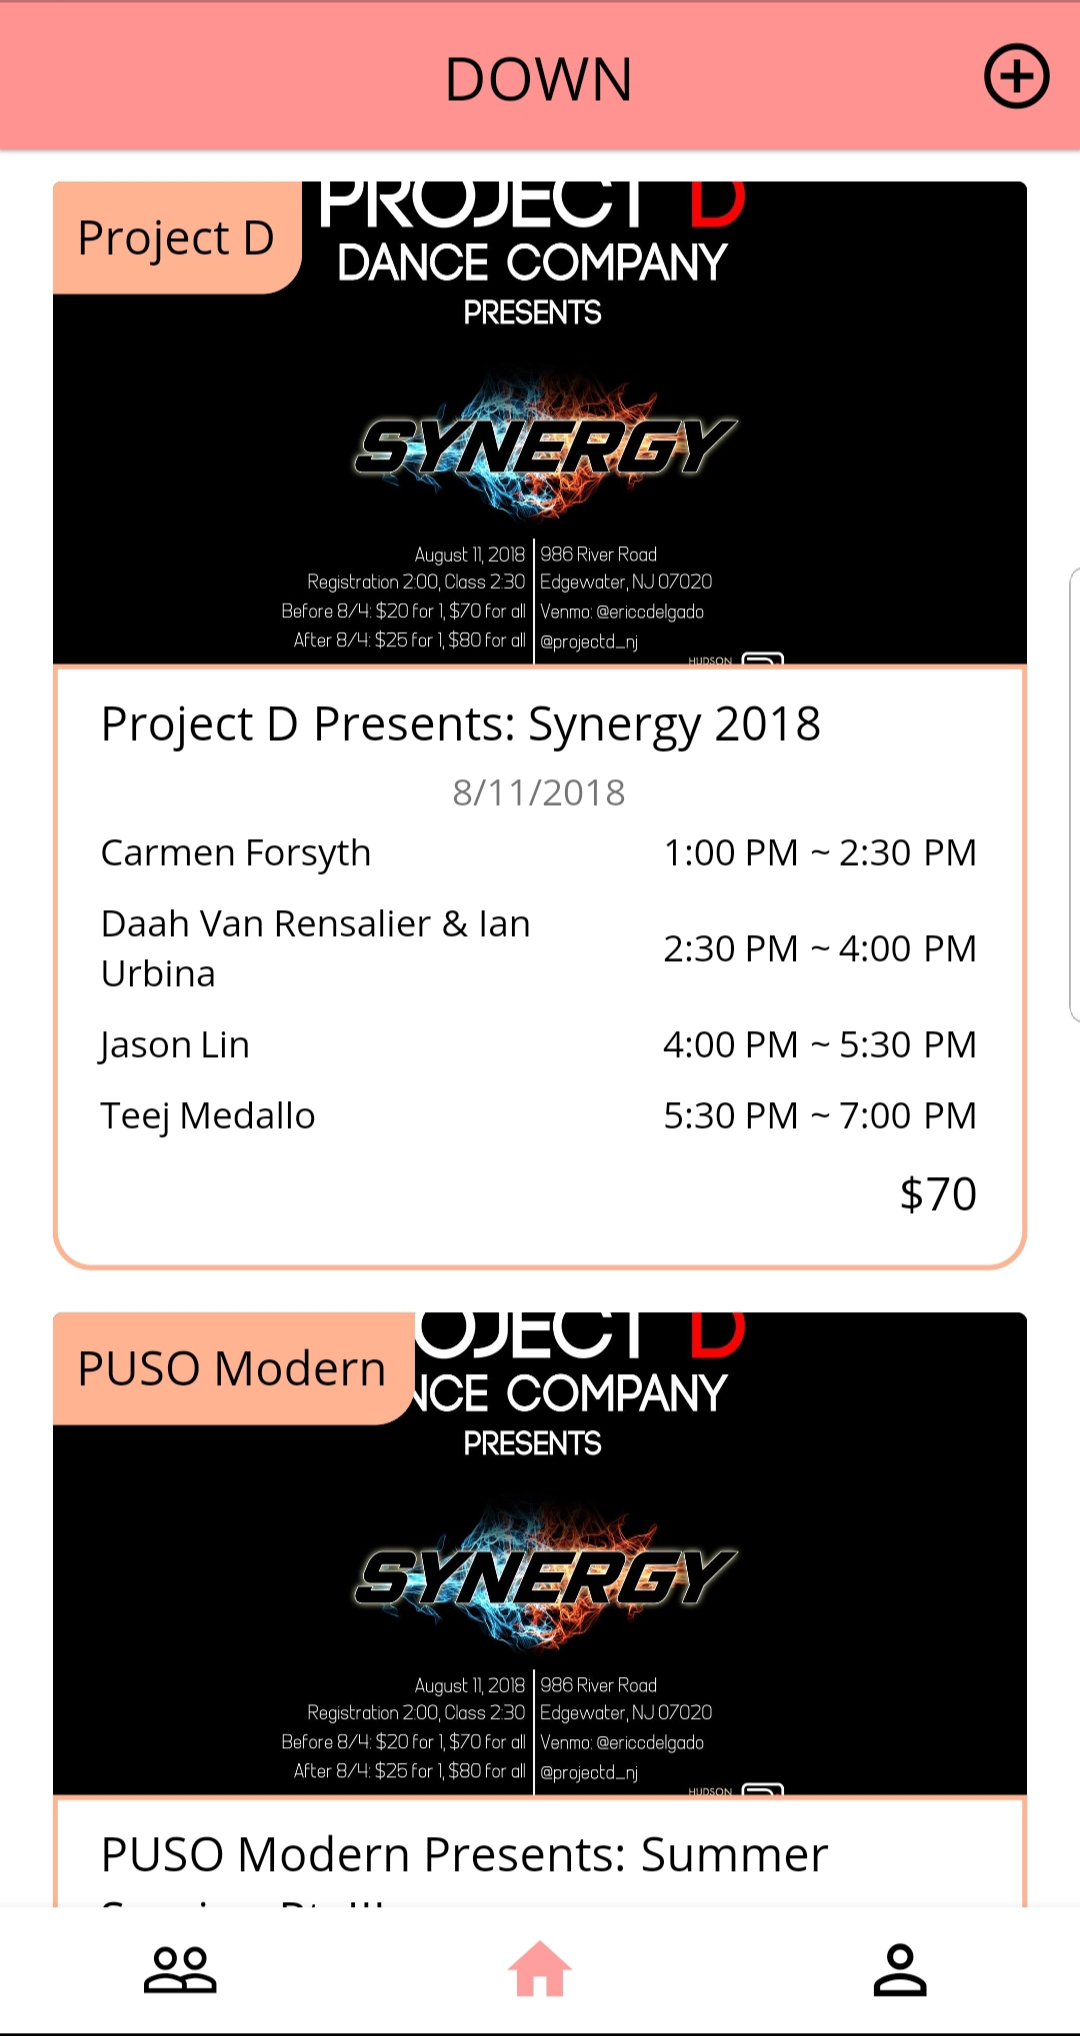 DOWN
Project D
PROJECT D
DANCE COMPANY
PRESENTS
SYNERGY
August 11, 2018
Registration 2:00, Class 2:30
Before 8/4: $20 for 1, $70 for all
After 8/4: $25 for 1, $80 for all
986 River Road
Edgewater, NJ 07020
Venmo: @ericcdelgado
@projectd_nj
HUDSON
Project D Presents: Synergy 2018
8/11/2018
Carmen Forsyth 1:00 PM ~ 2:30 PM
Daah Van Rensalier & Ian
Urbina 2:30 PM ~ 4:00 PM
Jason Lin 4:00 PM ~ 5:30 PM
Teej Medallo 5:30 PM ~ 7:00 PM
$70
PUSO Modern
OJECT D
NCE COMPANY
PRESENTS
SYNERGY
August 11, 2018
Registration 2:00, Class 2:30
Before 8/4: $20 for 1, $70 for all
After 8/4: $25 for 1, $80 for all
986 River Road
Edgewater, NJ 07020
Venmo: @ericcdelgado
@projectd_nj
HUDSON
PUSO Modern Presents: Summer